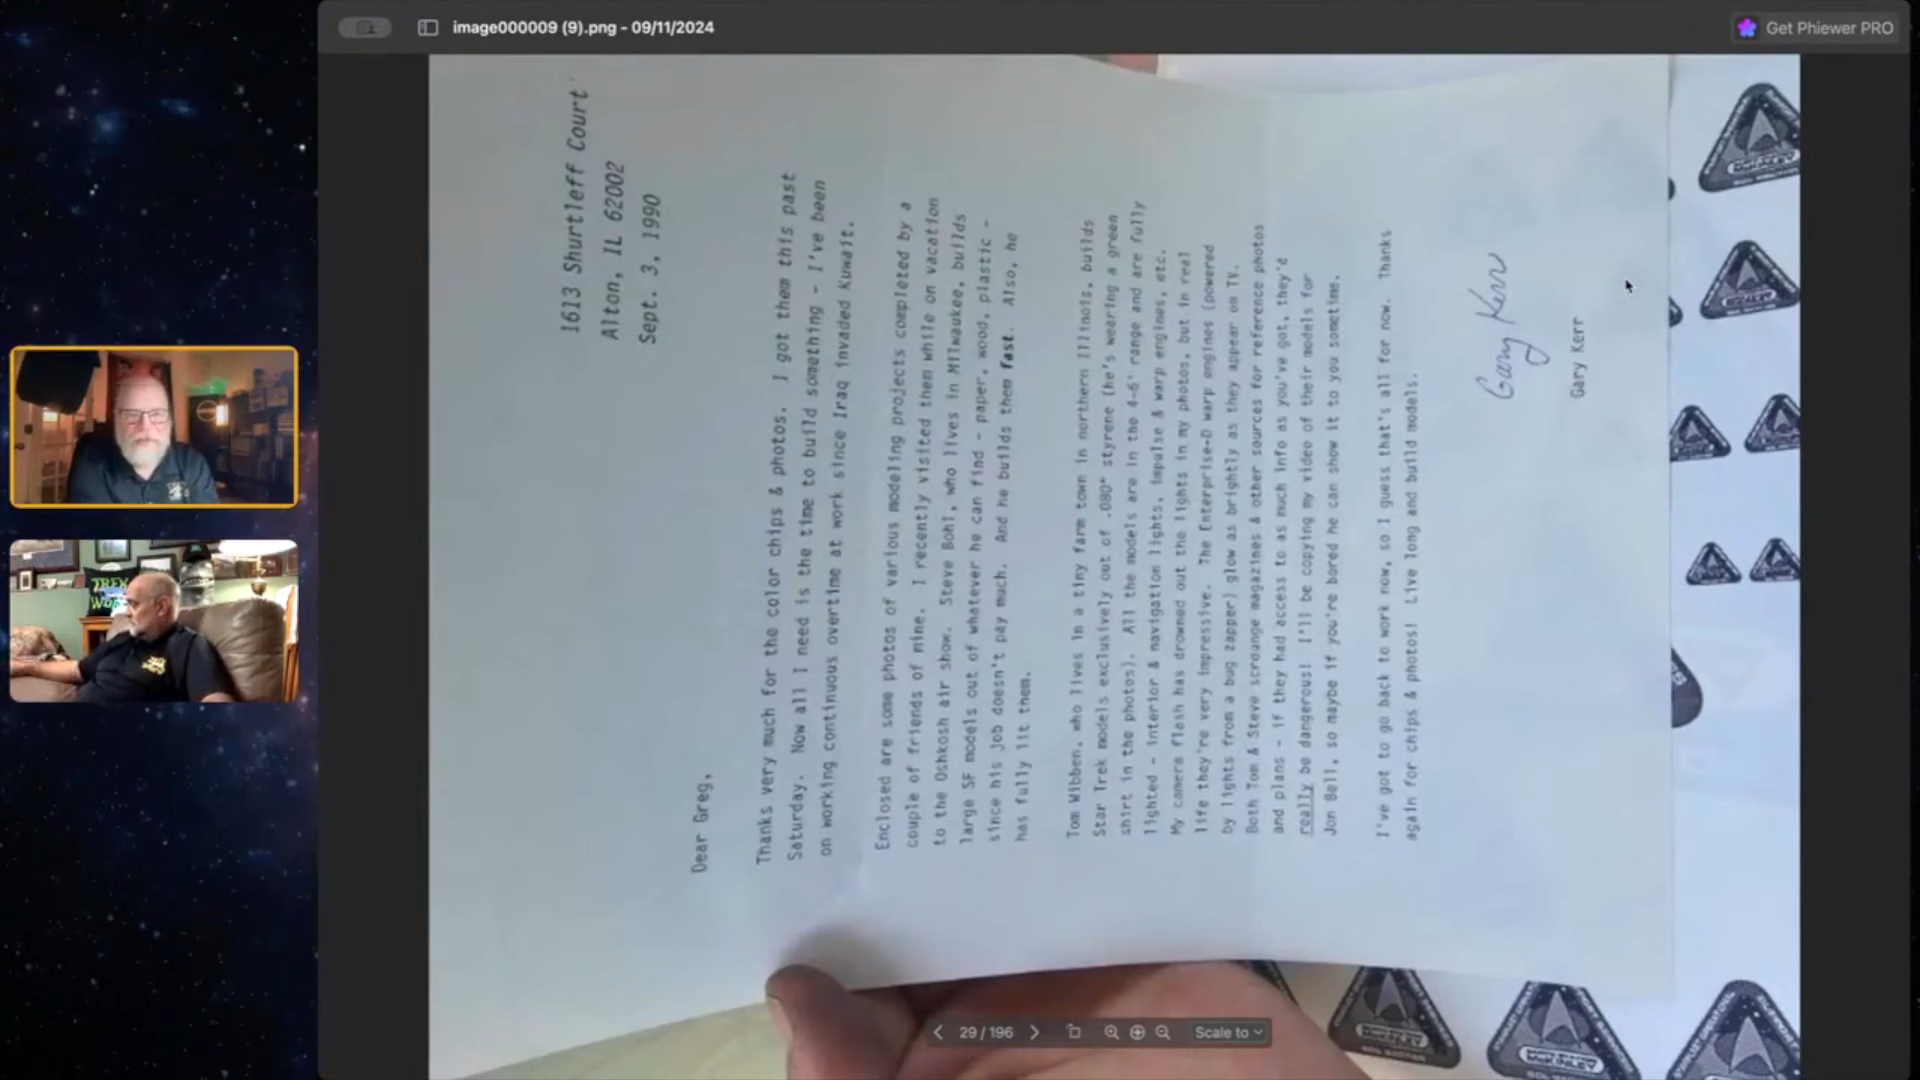 image000009 (9).png - 09/11/2024
Get Phiewer PRO
1613 Shurtleff Court
Alton, IL 62002
Sept. 3, 1990
Dear Greg,
Thanks very much for the color chips & photos. I got them this past
Saturday. Now all I need is the time to build something - I've been
on working continuous overtime at work since Iraq invaded Kuwait.
Enclosed are some photos of various modeling projects completed by a
couple of friends of mine. I recently visited them while on vacation
to the Oshkosh air show. Steve Bohl, who lives in Milwaukee, builds
large SF models out of whatever he can find - paper, wood, plastic -
since his job doesn't pay much. And he builds them fast. Also, he
has fully lit them.
Tom Wibben, who lives in a tiny farm town in northern Illinois, builds
Star Trek models exclusively out of .080" styrene (he's wearing a green
shirt in the photos). All the models are in the 4-6' range and are fully
lighted - interior & navigation lights, impulse & warp engines, etc.
My camera flash has drowned out the lights in my photos, but in real
life they're very impressive. The Enterprise-D warp engines (powered
by lights from a bug zapper) glow as brightly as they appear on TV.
Both Tom & Steve scrounge magazines & other sources for reference photos
and plans - if they had access to as much info as you've got, they'd
really be dangerous! I'll be copying my video of their models for
Jon Bell, so maybe if you're bored he can show it to you sometime.
I've got to go back to work now, so I guess that's all for now. Thanks
again for chips & photos! Live long and build models.
Gary Kerr
Gary Kerr
TREK
29 / 196
Scale to